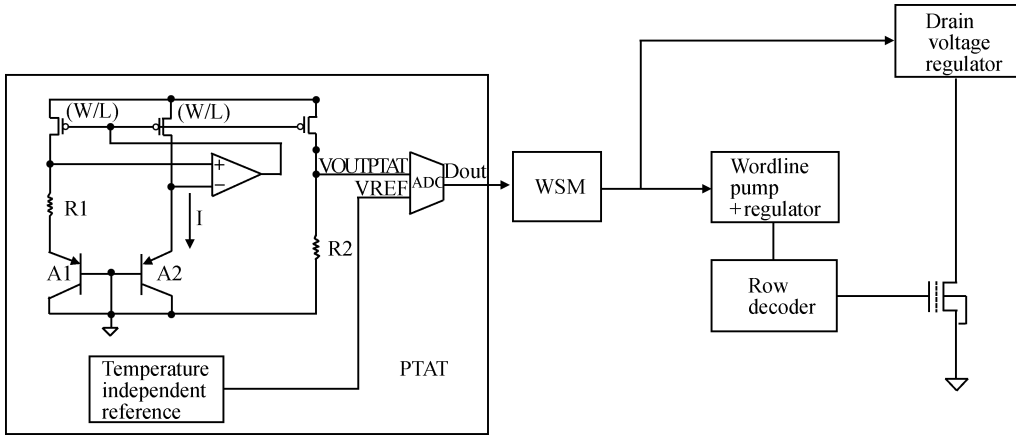 Drain
voltage
regulator
(W/L)
(W/L)
+
−
VOUTPTAT
VREF
ADC
Dout
WSM
Wordline
pump
+regulator
R1
I
R2
A1
A2
Row
decoder
Temperature
independent
reference
PTAT